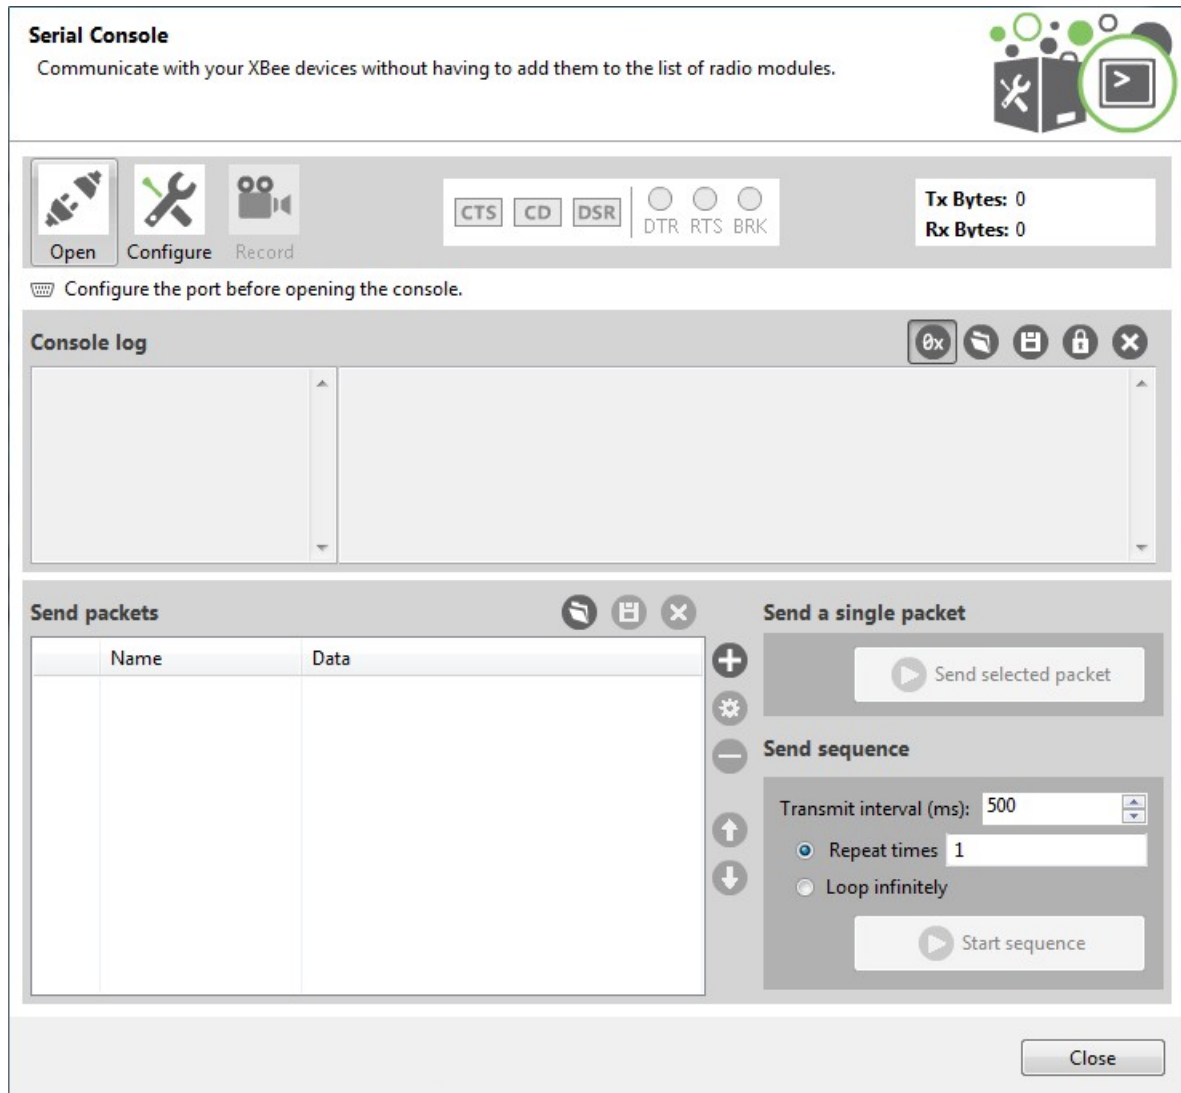 Serial Console
Communicate with your XBee devices without having to add them to the list of radio modules.
Open
Configure
Record
CTS CD DSR
DTR RTS BRK
Tx Bytes: 0
Rx Bytes: 0
Configure the port before opening the console.
Console log
0x
Send packets
Name Data
Send a single packet
Send selected packet
Send sequence
Transmit interval (ms): 500
Repeat times 1
Loop infinitely
Start sequence
Close